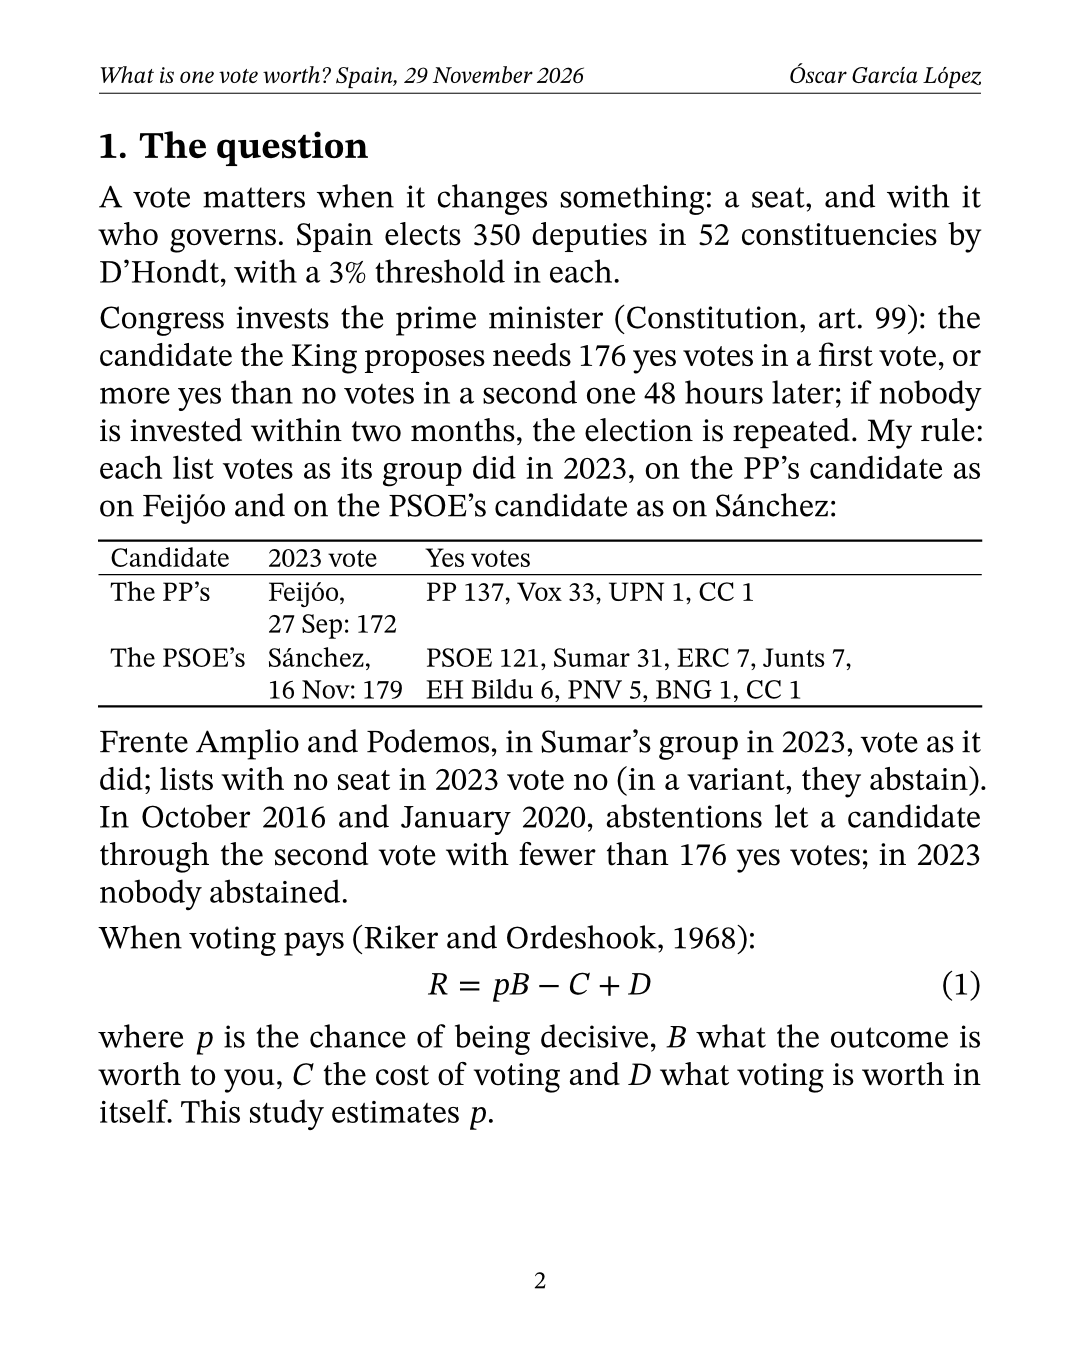 What is one vote worth? Spain, 29 November 2026 Óscar García López
1. The question
A vote matters when it changes something: a seat, and with it
who governs. Spain elects 350 deputies in 52 constituencies by
D’Hondt, with a 3% threshold in each.
Congress invests the prime minister (Constitution, art. 99): the
candidate the King proposes needs 176 yes votes in a first vote, or
more yes than no votes in a second one 48 hours later; if nobody
is invested within two months, the election is repeated. My rule:
each list votes as its group did in 2023, on the PP’s candidate as
on Feijóo and on the PSOE’s candidate as on Sánchez:
Candidate 2023 vote Yes votes
The PP’s Feijóo, PP 137, Vox 33, UPN 1, CC 1
27 Sep: 172
The PSOE’s Sánchez, PSOE 121, Sumar 31, ERC 7, Junts 7,
16 Nov: 179 EH Bildu 6, PNV 5, BNG 1, CC 1
Frente Amplio and Podemos, in Sumar’s group in 2023, vote as it
did; lists with no seat in 2023 vote no (in a variant, they abstain).
In October 2016 and January 2020, abstentions let a candidate
through the second vote with fewer than 176 yes votes; in 2023
nobody abstained.
When voting pays (Riker and Ordeshook, 1968):
R = pB − C + D (1)
where p is the chance of being decisive, B what the outcome is
worth to you, C the cost of voting and D what voting is worth in
itself. This study estimates p.
2